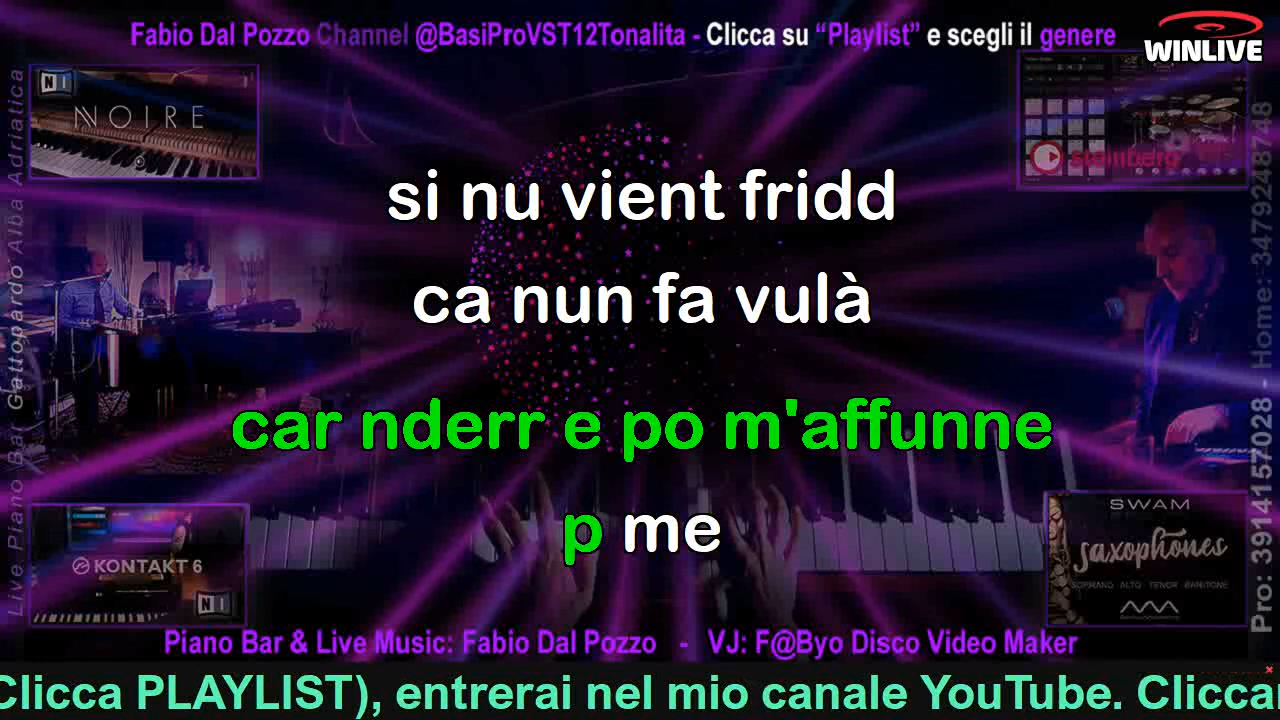 Fabio Dal Pozzo Channel @BasiProVST12Tonalita - Clicca su “Playlist” e scegli il genere
WINLIVE
NI
NOIRE
steinberg
Live Piano Bar Gattopardo Alba Adriatica
Pro: 3914157028 - Home: 3479248748
si nu vient fridd
ca nun fa vulà
car nderr e po m'affunne
p me
KONTAKT 6
NI
SWAM
saxophones
SOPRANO ALTO TENOR BARITONE
Piano Bar & Live Music: Fabio Dal Pozzo - VJ: F@Byo Disco Video Maker
Clicca PLAYLIST), entrerai nel mio canale YouTube. Cliccar